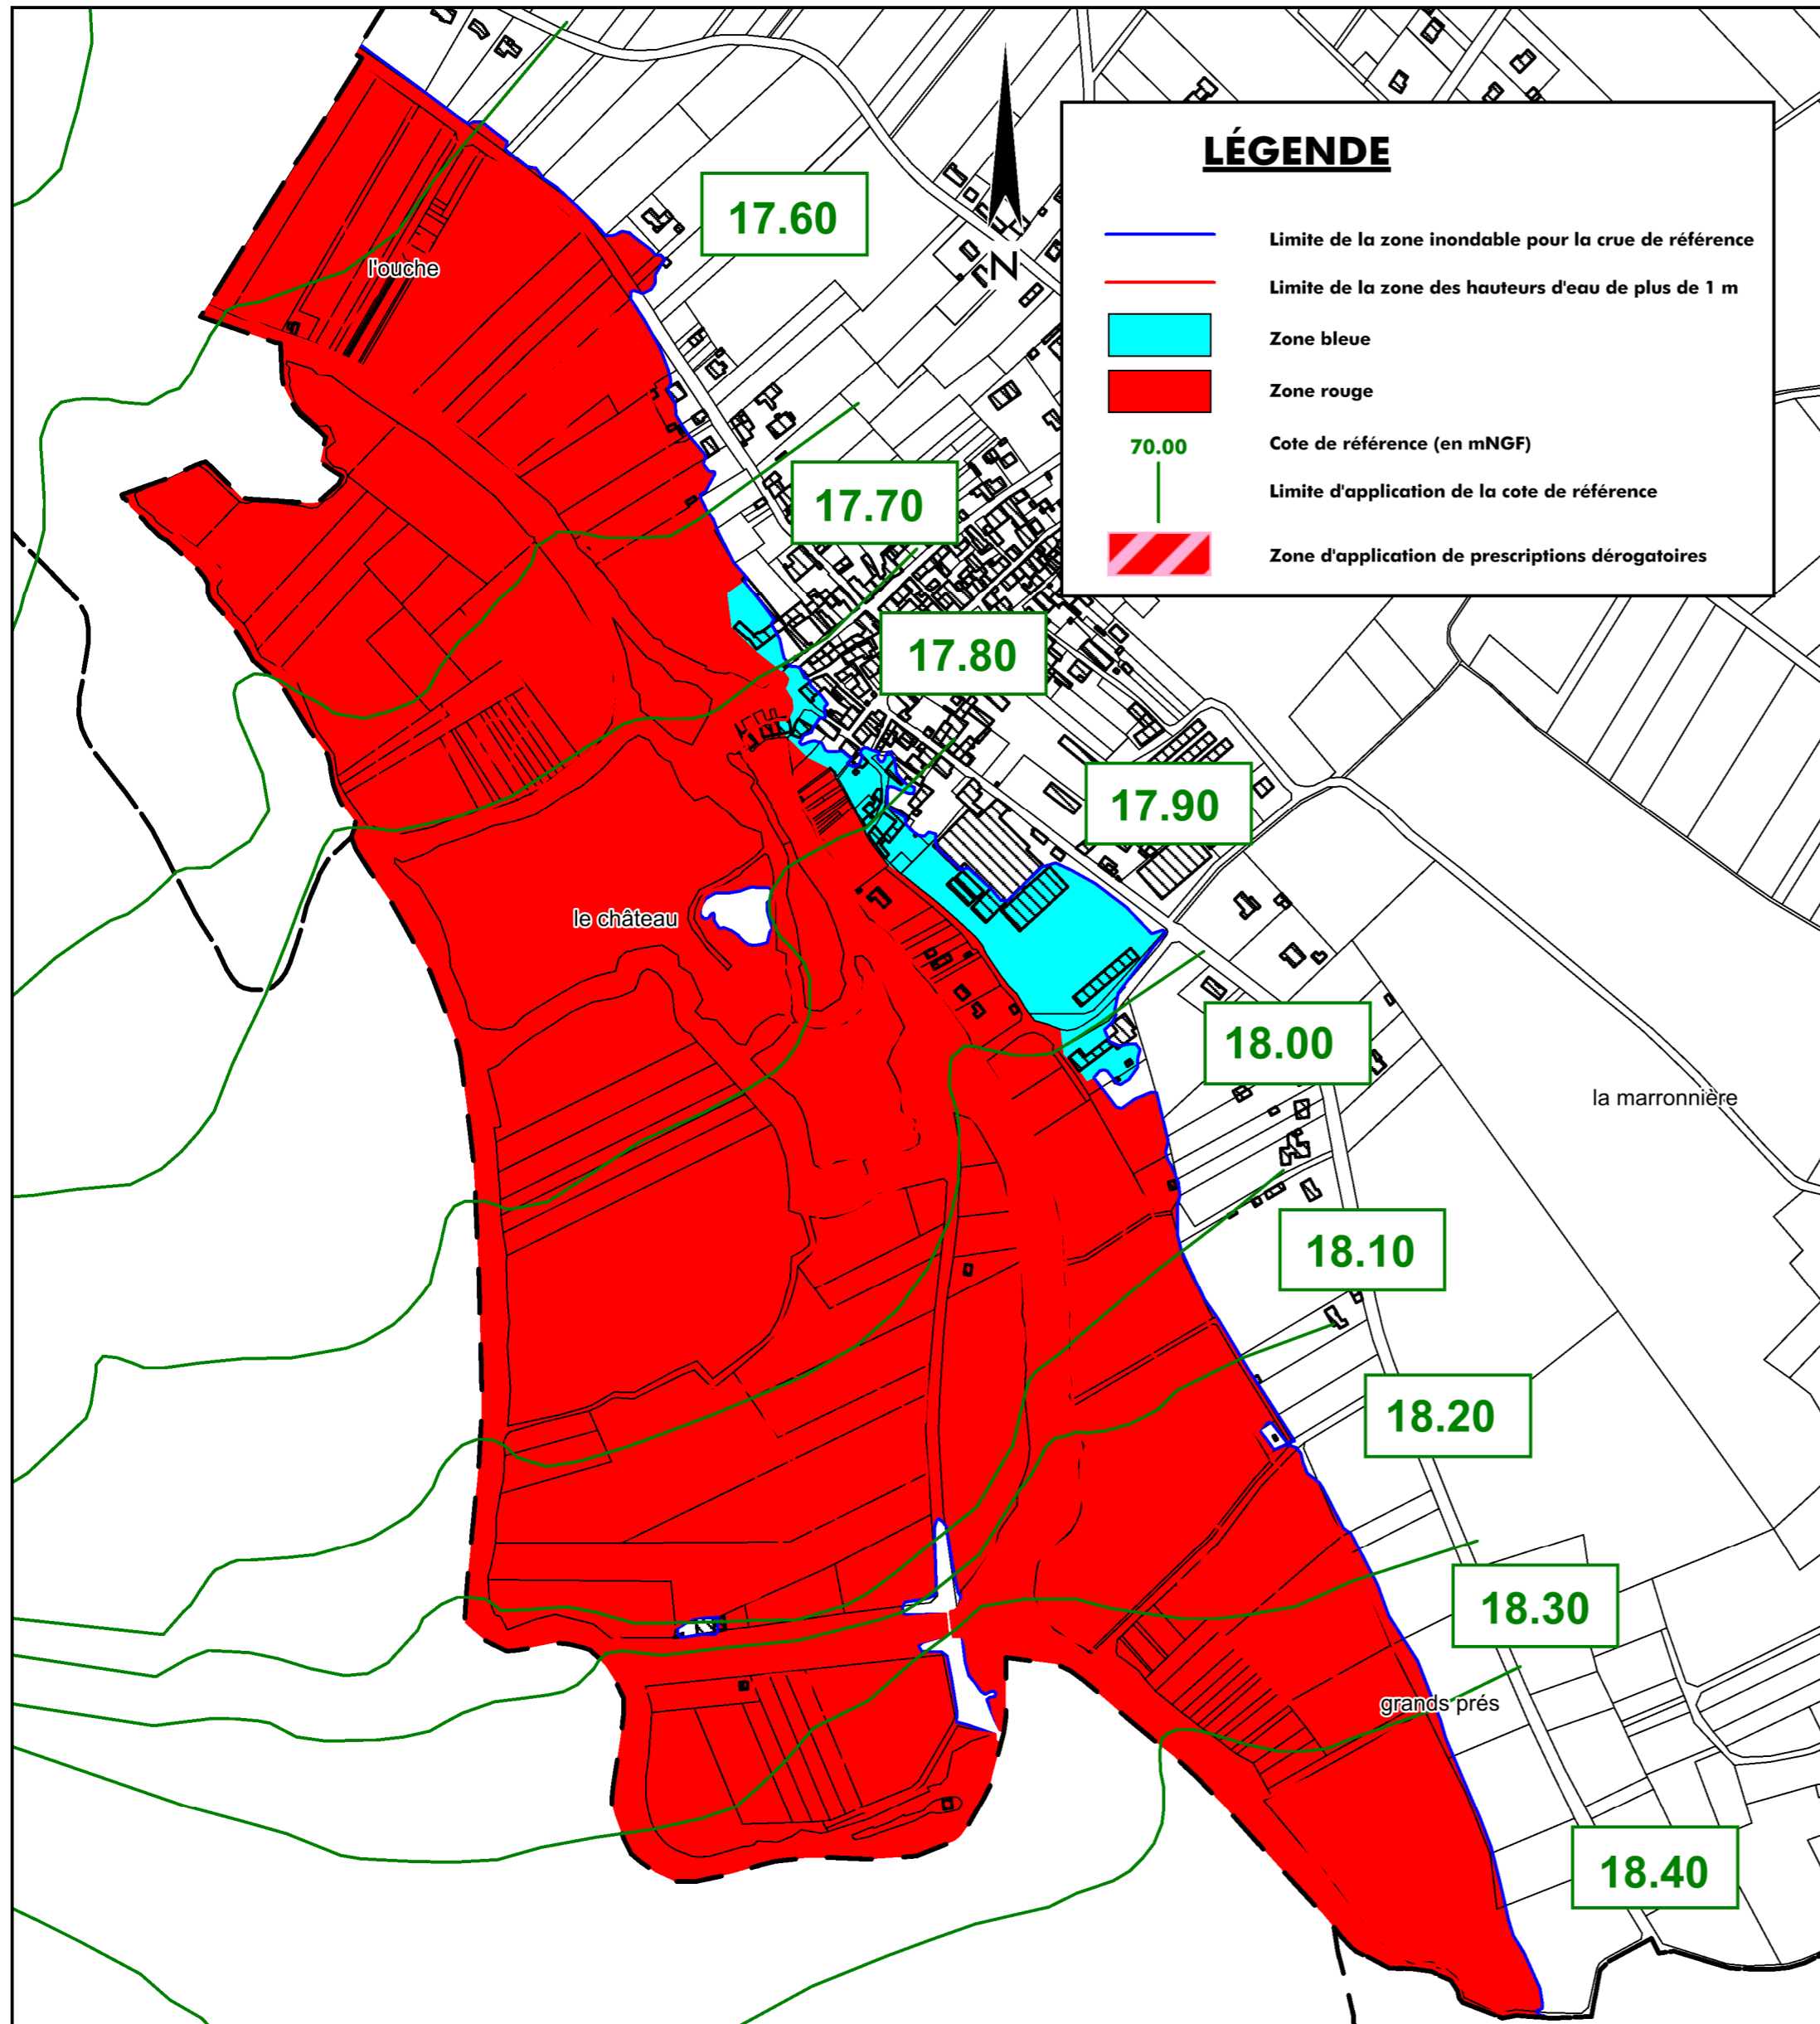 LÉGENDE
Limite de la zone inondable pour la crue de référence
Limite de la zone des hauteurs d'eau de plus de 1 m
Zone bleue
Zone rouge
70.00 Cote de référence (en mNGF)
Limite d'application de la cote de référence
Zone d'application de prescriptions dérogatoires
N
17.60
l'ouche
17.70
17.80
17.90
le château
18.00
la marronnière
18.10
18.20
18.30
grands prés
18.40